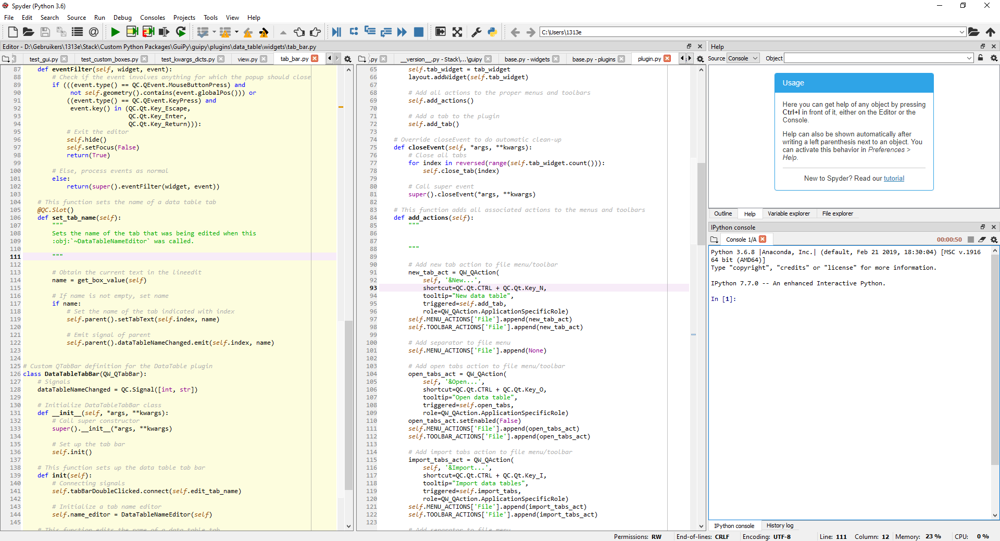 Spyder (Python 3.6)
File Edit Search Source Run Debug Consoles Projects Tools View Help
C:\Users\1313e
Editor - D:\Gebruikers\1313e\Stack\Custom Python Packages\GuiPy\guipy\plugins\data_table\widgets\tab_bar.py
test_gui.py test_custom_boxes.py test_kwargs_dicts.py view.py tab_bar.py
87 def eventFilter(self, widget, event):
88 # Check if the event involves anything for which the popup should close
89 if (((event.type() == QC.QEvent.MouseButtonPress) and
90 not self.geometry().contains(event.globalPos())) or
91 ((event.type() == QC.QEvent.KeyPress) and
92 event.key() in (QC.Qt.Key_Escape,
93 QC.Qt.Key_Enter,
94 QC.Qt.Key_Return))):
95 # Exit the editor
96 self.hide()
97 self.setFocus(False)
98 return(True)
99
100 # Else, process events as normal
101 else:
102 return(super().eventFilter(widget, event))
103
104 # This function sets the name of a data table tab
105 @QC.Slot()
106 def set_tab_name(self):
107 """
108 Sets the name of the tab that was being edited when this
109 :obj:`~DataTableNameEditor` was called.
110
111 """
112
113 # Obtain the current text in the lineedit
114 name = get_box_value(self)
115
116 # If name is not empty, set name
117 if name:
118 # Set the name of the tab indicated with index
119 self.parent().setTabText(self.index, name)
120
121 # Emit signal of parent
122 self.parent().dataTableNameChanged.emit(self.index, name)
123
124
125 # Custom QTabBar definition for the DataTable plugin
126 class DataTableTabBar(QW_QTabBar):
127 # Signals
128 dataTableNameChanged = QC.Signal([int, str])
129
130 # Initialize DataTableTabBar class
131 def __init__(self, *args, **kwargs):
132 # Call super constructor
133 super().__init__(*args, **kwargs)
134
135 # Set up the tab bar
136 self.init()
137
138 # This function sets up the data table tab bar
139 def init(self):
140 # Connecting signals
141 self.tabBarDoubleClicked.connect(self.edit_tab_name)
142
143 # Initialize a tab name editor
144 self.name_editor = DataTableNameEditor(self)
145
# This function edits the name of a data table tab
.py __version__.py - Stack\...\guipy base.py - widgets base.py - plugins plugin.py
65 self.tab_widget = tab_widget
66 layout.addWidget(self.tab_widget)
67
68 # Add all actions to the proper menus and toolbars
69 self.add_actions()
70
71 # Add a tab to the plugin
72 self.add_tab()
73
74 # Override closeEvent to do automatic clean-up
75 def closeEvent(self, *args, **kwargs):
76 # Close all tabs
77 for index in reversed(range(self.tab_widget.count())):
78 self.close_tab(index)
79
80 # Call super event
81 super().closeEvent(*args, **kwargs)
82
83 # This function adds all associated actions to the menus and toolbars
84 def add_actions(self):
85 """
86
87
88 """
89
90 # Add new tab action to file menu/toolbar
91 new_tab_act = QW_QAction(
92 self, '&New...',
93 shortcut=QC.Qt.CTRL + QC.Qt.Key_N,
94 tooltip="New data table",
95 triggered=self.add_tab,
96 role=QW_QAction.ApplicationSpecificRole)
97 self.MENU_ACTIONS['File'].append(new_tab_act)
98 self.TOOLBAR_ACTIONS['File'].append(new_tab_act)
99
100 # Add separator to file menu
101 self.MENU_ACTIONS['File'].append(None)
102
103 # Add open tabs action to file menu/toolbar
104 open_tabs_act = QW_QAction(
105 self, '&Open...',
106 shortcut=QC.Qt.CTRL + QC.Qt.Key_O,
107 tooltip="Open data table",
108 triggered=self.open_tabs,
109 role=QW_QAction.ApplicationSpecificRole)
110 open_tabs_act.setEnabled(False)
111 self.MENU_ACTIONS['File'].append(open_tabs_act)
112 self.TOOLBAR_ACTIONS['File'].append(open_tabs_act)
113
114 # Add import tabs action to file menu/toolbar
115 import_tabs_act = QW_QAction(
116 self, '&Import...',
117 shortcut=QC.Qt.CTRL + QC.Qt.Key_I,
118 tooltip="Import data tables",
119 triggered=self.import_tabs,
120 role=QW_QAction.ApplicationSpecificRole)
121 self.MENU_ACTIONS['File'].append(import_tabs_act)
122 self.TOOLBAR_ACTIONS['File'].append(import_tabs_act)
123
# Add separator to file menu
Help
Source Console Object
Usage
Here you can get help of any object by pressing
Ctrl+I in front of it, either on the Editor or the
Console.
Help can also be shown automatically after
writing a left parenthesis next to an object. You
can activate this behavior in Preferences >
Help.
New to Spyder? Read our tutorial
Outline Help Variable explorer File explorer
IPython console
Console 1/A 00:00:50
Python 3.6.8 |Anaconda, Inc.| (default, Feb 21 2019, 18:30:04) [MSC v.1916
64 bit (AMD64)]
Type "copyright", "credits" or "license" for more information.
IPython 7.7.0 -- An enhanced Interactive Python.
In [1]:
IPython console History log
Permissions: RW End-of-lines: CRLF Encoding: UTF-8 Line: 111 Column: 12 Memory: 23 % CPU: 0 %